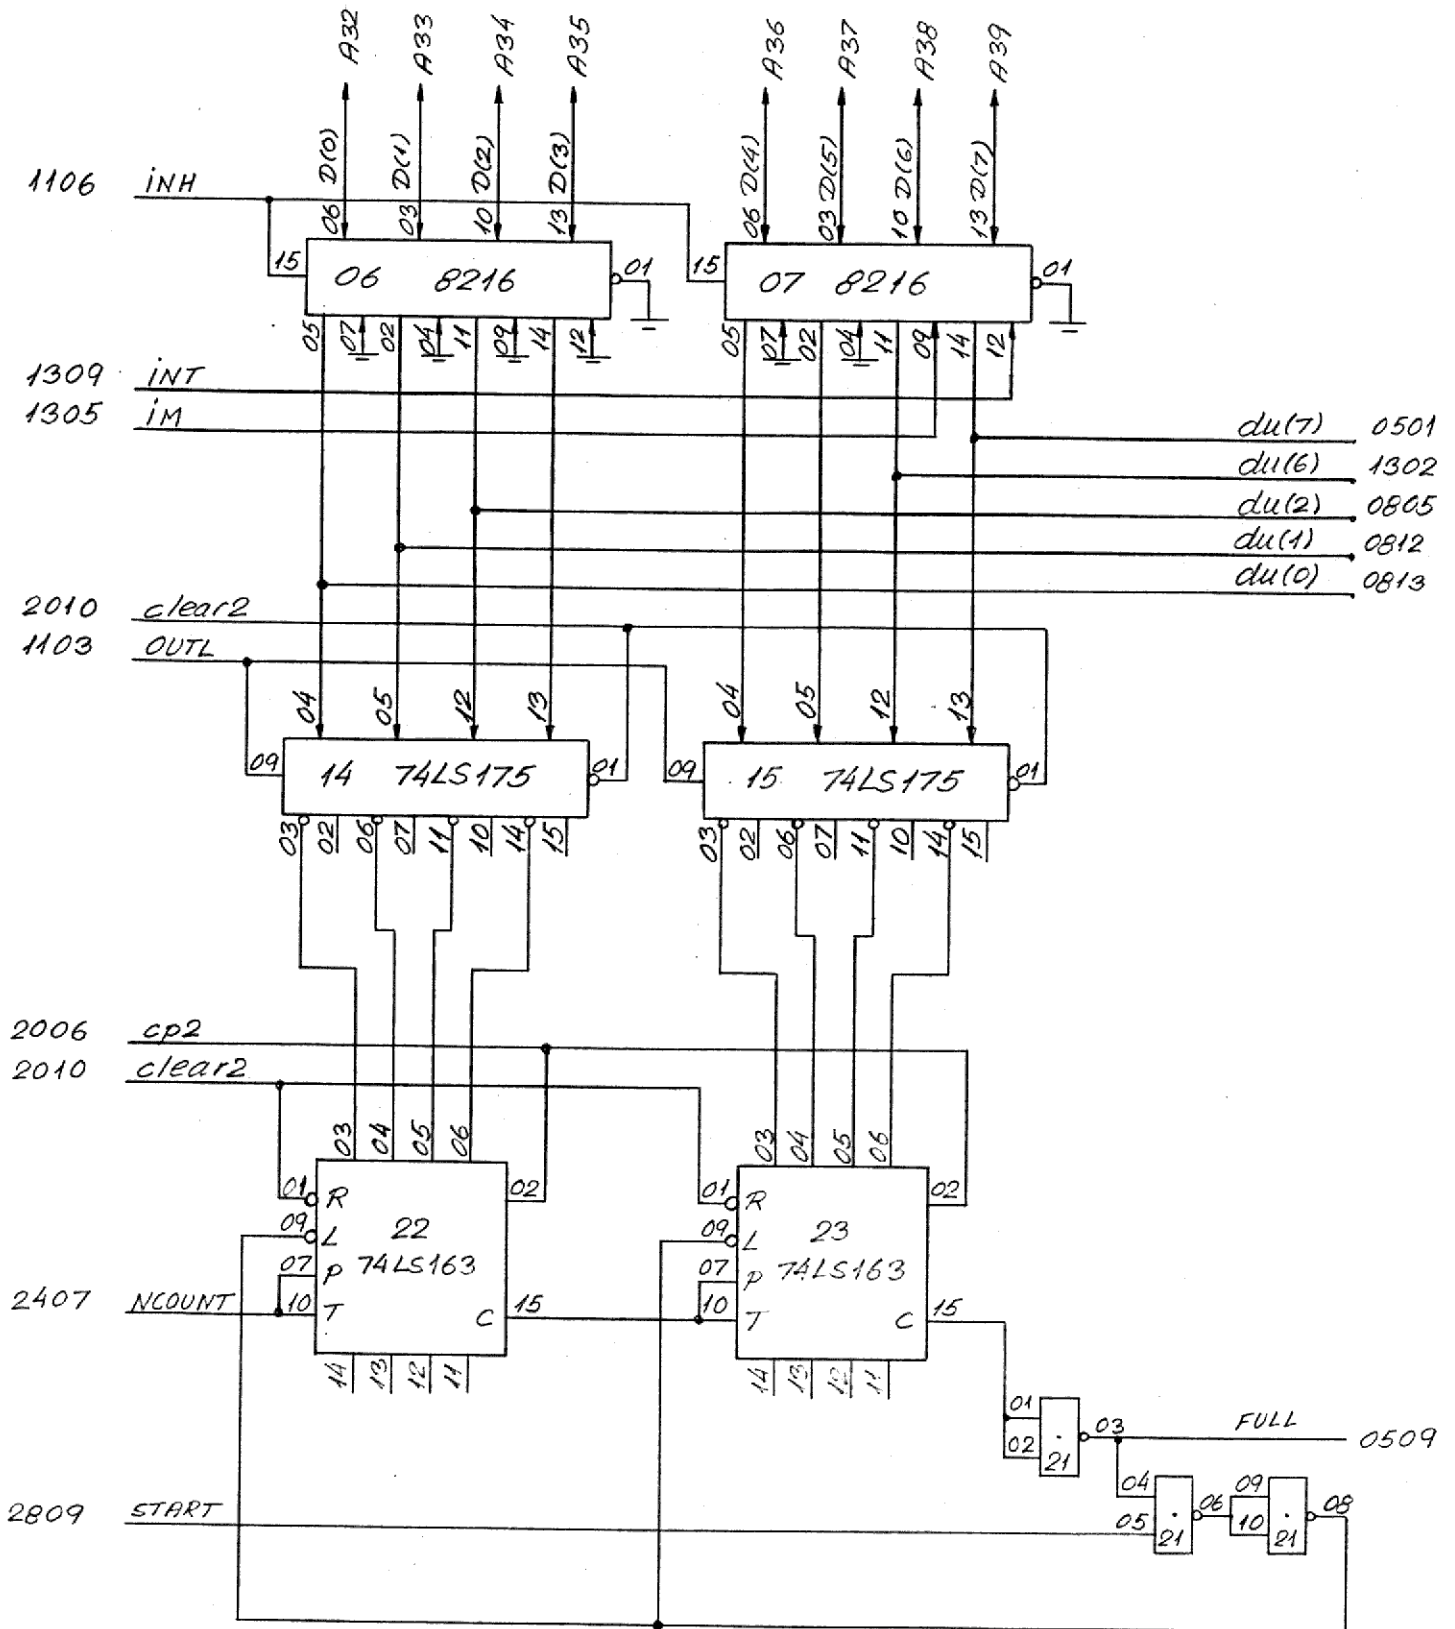 A32 A33 A34 A35 A36 A37 A38 A39
D(0) D(1) D(2) D(3) D(4) D(5) D(6) D(7)
1106 iNH
06 03 10 13 06 03 10 13
15 06 8216 01 15 07 8216 01
05 07 02 04 11 09 14 12 05 07 02 04 11 09 14 12
1309 iNT
1305 iM
du(7) 0501
du(6) 1302
du(2) 0805
du(1) 0812
du(0) 0813
2010 clear2
1103 OUTL
04 05 12 13 04 05 12 13
09 14 74LS175 01 09 15 74LS175 01
03 02 06 07 11 10 14 15 03 02 06 07 11 10 14 15
2006 cp2
2010 clear2
03 04 05 06 03 04 05 06
01 R 02 01 R 02
09 L 22 09 L 23
07 P 74LS163 07 P 74LS163
2407 NCOUNT 10 T C 15 10 T C 15
14 13 12 11 14 13 12 11
01 02 21 03 FULL 0509
2809 START 04 05 21 06 09 10 21 08